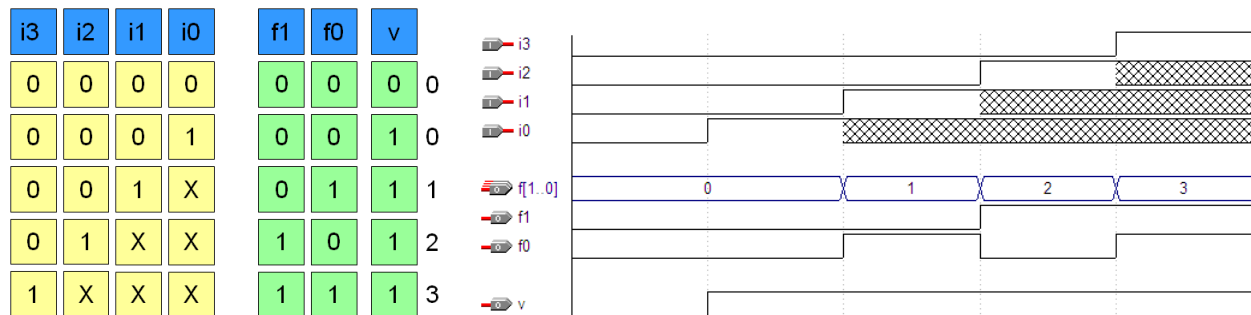 i3 i2 i1 i0 f1 f0 v
0 0 0 0 0 0 0 0
0 0 0 1 0 0 1 0
0 0 1 X 0 1 1 1
0 1 X X 1 0 1 2
1 X X X 1 1 1 3
i3
i2
i1
i0
f[1..0] 0 1 2 3
f1
f0
v